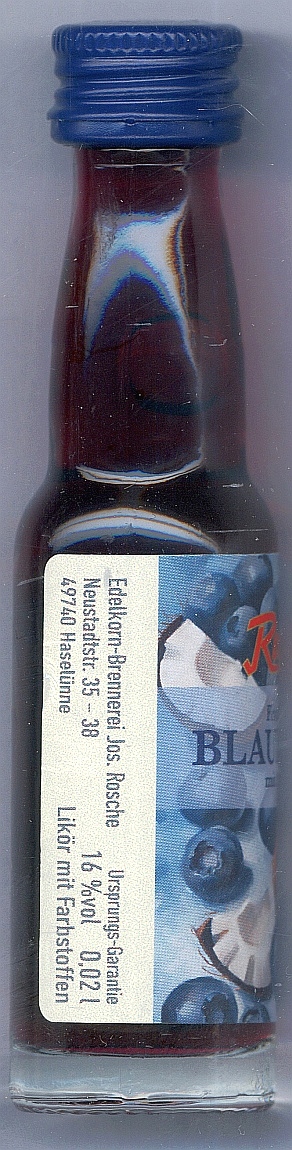 Edelkorn-Brennerei Jos. Rosche
Neustadtstr. 35 - 38
49740 Haselünne
Ursprungs-Garantie
16 %vol 0,02 l
Likör mit Farbstoffen
BLAU